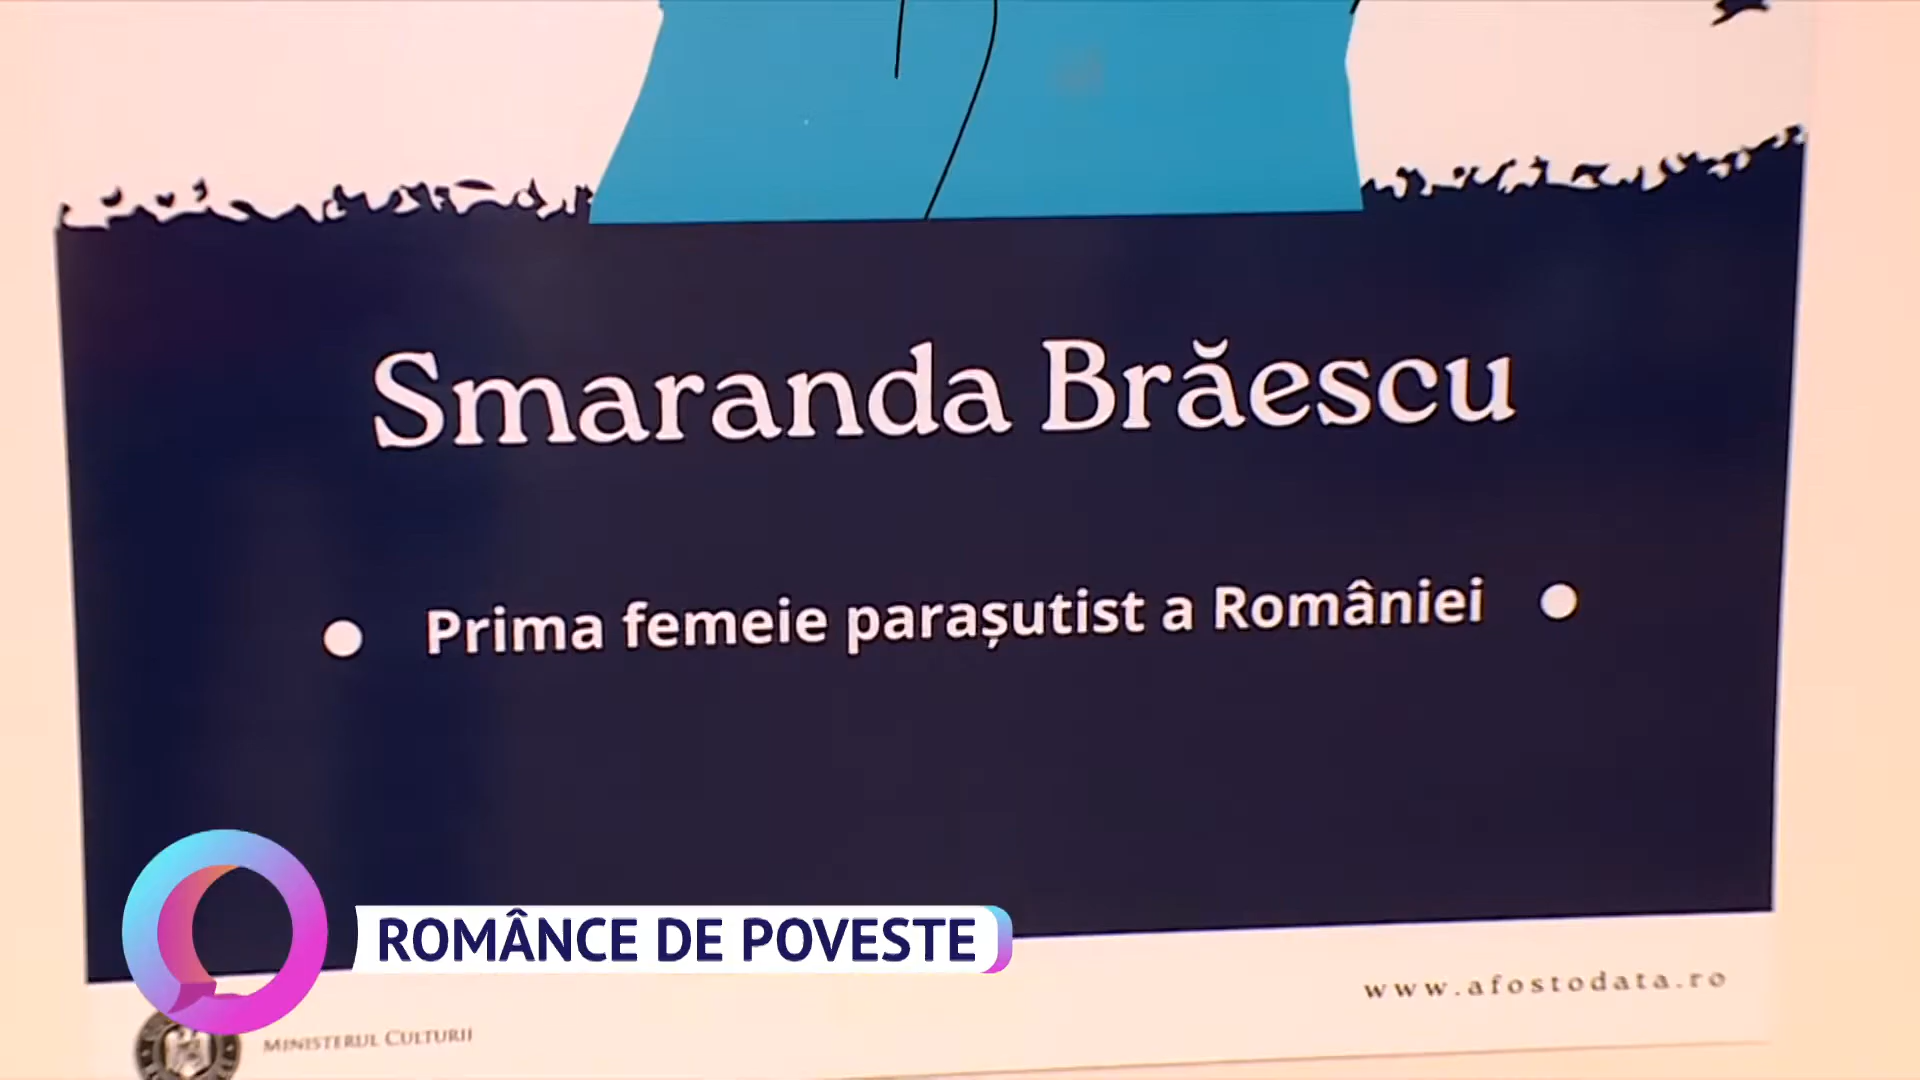 Smaranda Brăescu
• Prima femeie parașutist a României •
ROMÂNCE DE POVESTE
www.afostodata.ro
MINISTERUL CULTURII